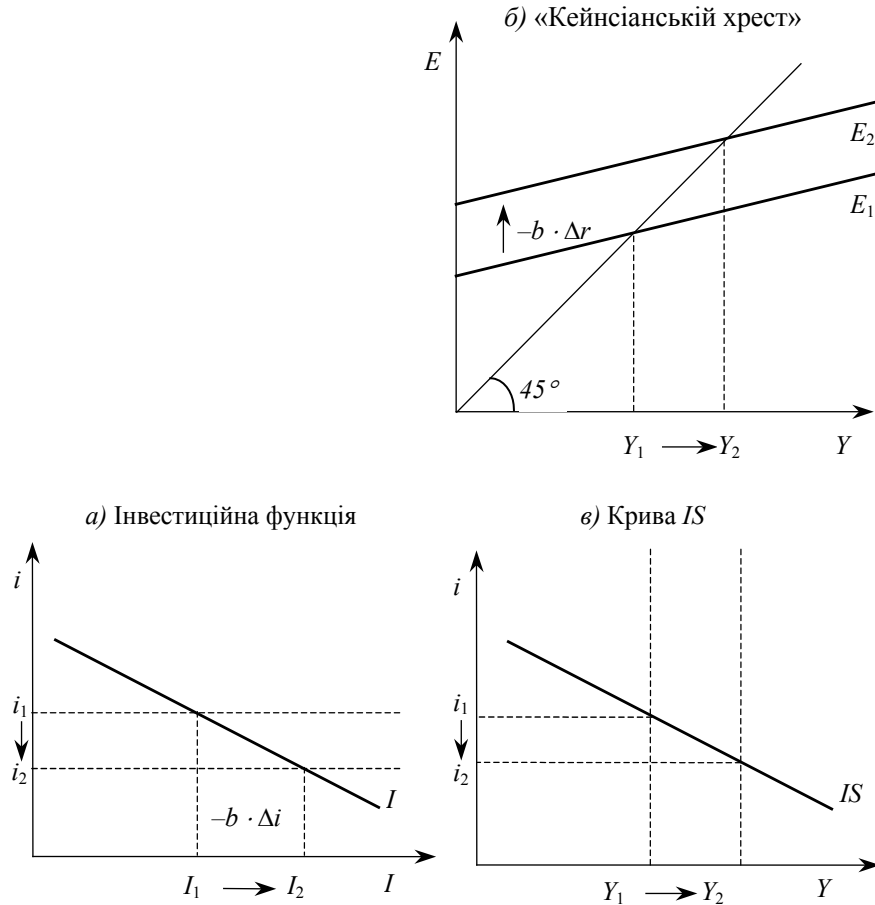 б) «Кейнсіанській хрест»
E
E2
E1
–b · Δr
45°
Y1 Y2 Y
а) Інвестиційна функція
i
i1
i2
I
–b · Δi
I1 I2 I
в) Крива IS
i
i1
i2
IS
Y1 Y2 Y